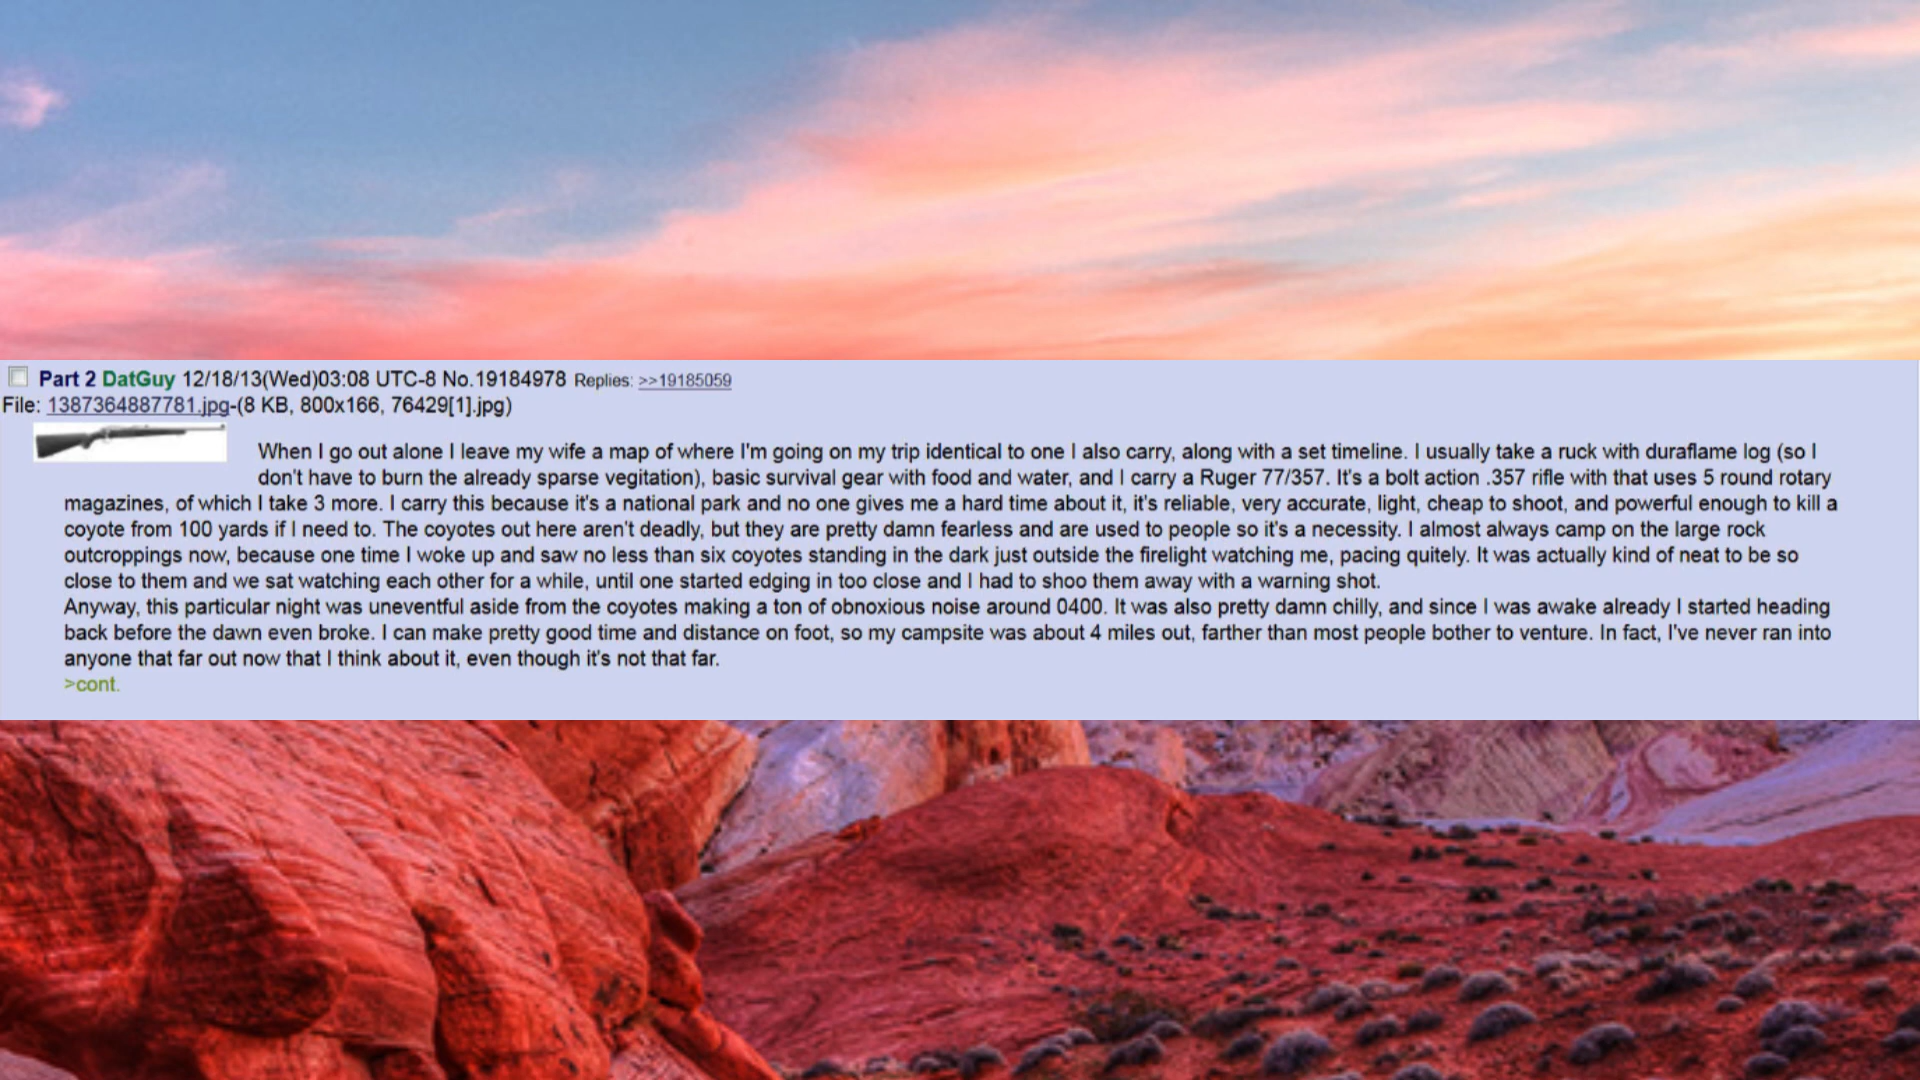 Part 2 DatGuy 12/18/13(Wed)03:08 UTC-8 No.19184978 Replies: >>19185059
File: 1387364887781.jpg-(8 KB, 800x166, 76429[1].jpg)
When I go out alone I leave my wife a map of where I'm going on my trip identical to one I also carry, along with a set timeline. I usually take a ruck with duraflame log (so I
don't have to burn the already sparse vegitation), basic survival gear with food and water, and I carry a Ruger 77/357. It's a bolt action .357 rifle with that uses 5 round rotary
magazines, of which I take 3 more. I carry this because it's a national park and no one gives me a hard time about it, it's reliable, very accurate, light, cheap to shoot, and powerful enough to kill a
coyote from 100 yards if I need to. The coyotes out here aren't deadly, but they are pretty damn fearless and are used to people so it's a necessity. I almost always camp on the large rock
outcroppings now, because one time I woke up and saw no less than six coyotes standing in the dark just outside the firelight watching me, pacing quitely. It was actually kind of neat to be so
close to them and we sat watching each other for a while, until one started edging in too close and I had to shoo them away with a warning shot.
Anyway, this particular night was uneventful aside from the coyotes making a ton of obnoxious noise around 0400. It was also pretty damn chilly, and since I was awake already I started heading
back before the dawn even broke. I can make pretty good time and distance on foot, so my campsite was about 4 miles out, farther than most people bother to venture. In fact, I've never ran into
anyone that far out now that I think about it, even though it's not that far.
>cont.